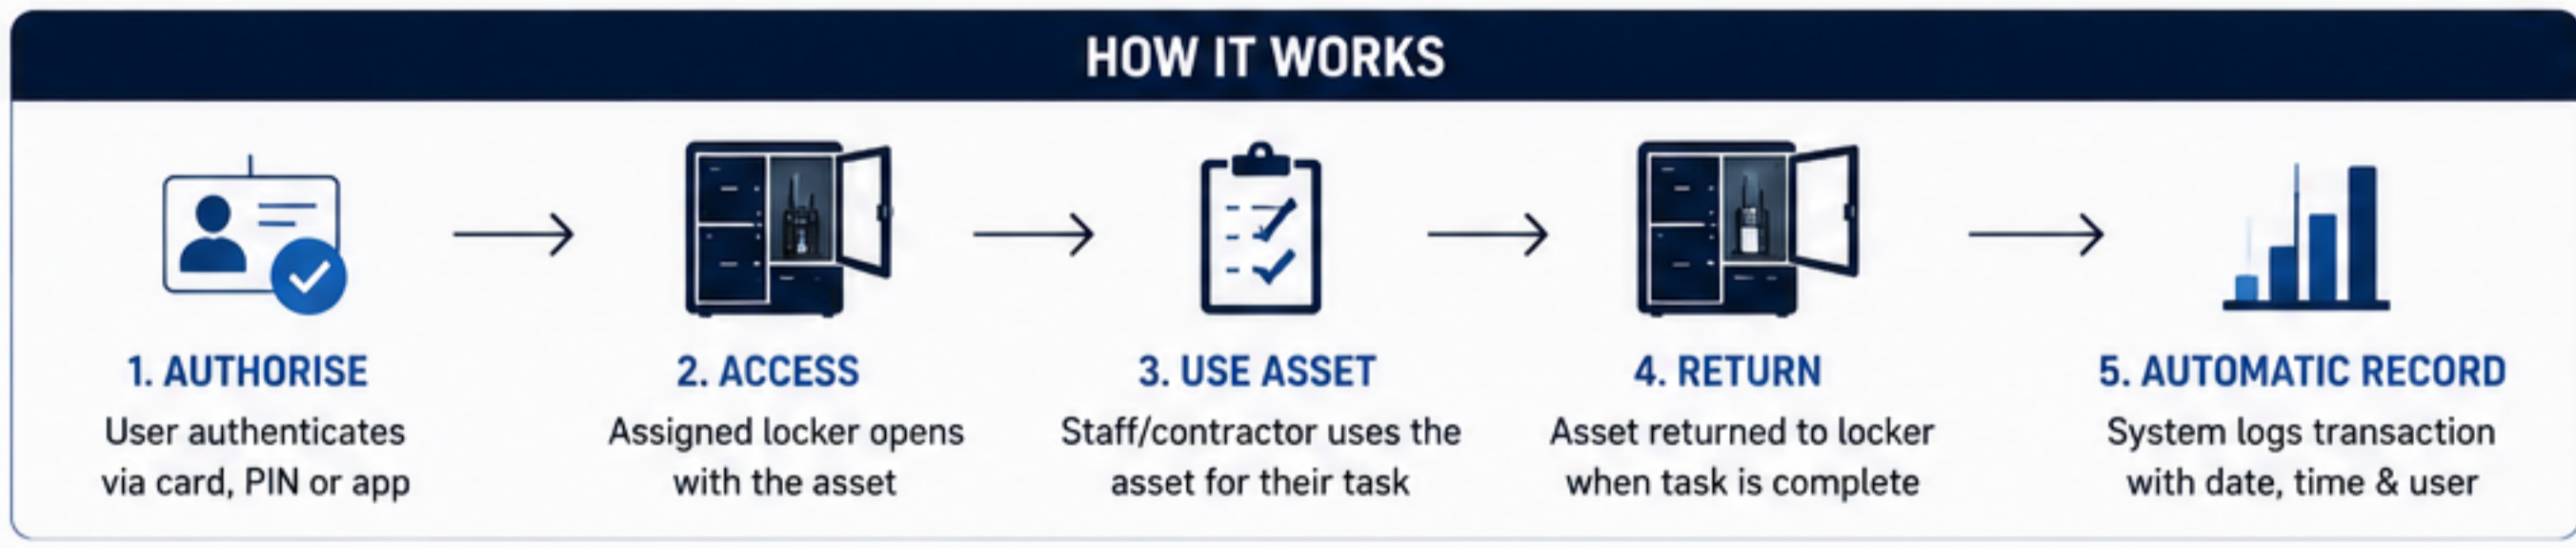 HOW IT WORKS
1. AUTHORISE
User authenticates
via card, PIN or app
2. ACCESS
Assigned locker opens
with the asset
3. USE ASSET
Staff/contractor uses the
asset for their task
4. RETURN
Asset returned to locker
when task is complete
5. AUTOMATIC RECORD
System logs transaction
with date, time & user